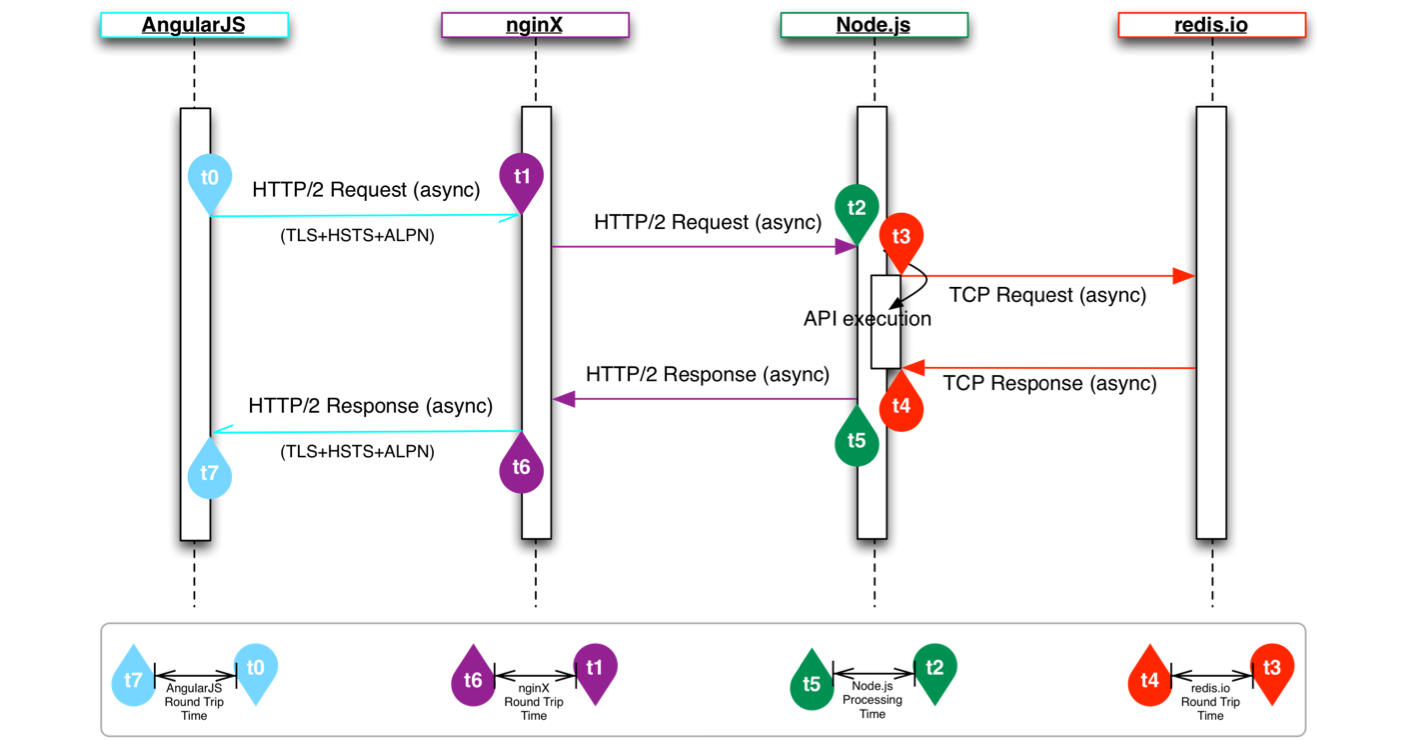 AngularJS
nginX
Node.js
redis.io
t0
t1
HTTP/2 Request (async)
(TLS+HSTS+ALPN)
t2
HTTP/2 Request (async)
t3
TCP Request (async)
API execution
HTTP/2 Response (async)
TCP Response (async)
t4
HTTP/2 Response (async)
t5
(TLS+HSTS+ALPN)
t7
t6
t7
AngularJS
Round Trip
Time
t0
t6
nginX
Round Trip
Time
t1
t5
Node.js
Processing
Time
t2
t4
redis.io
Round Trip
Time
t3